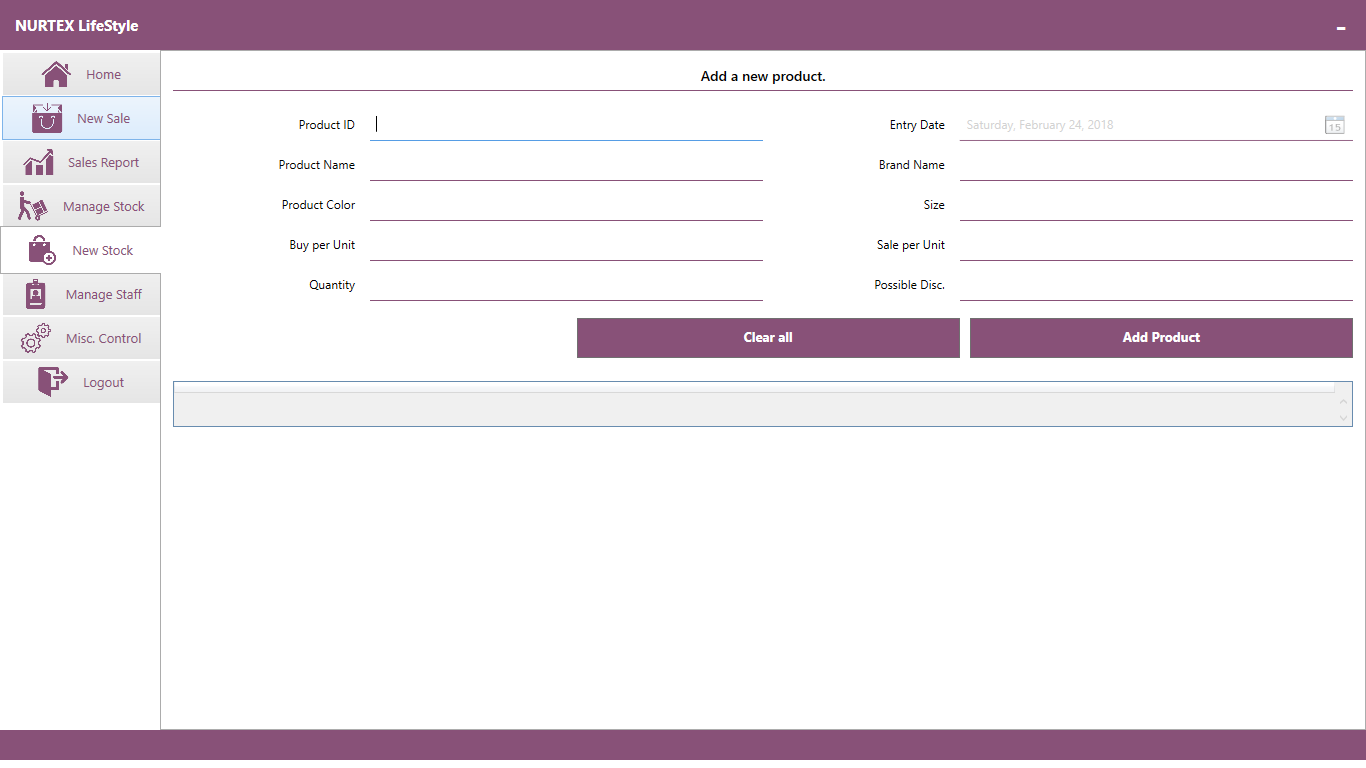 NURTEX LifeStyle
Home
New Sale
Sales Report
Manage Stock
New Stock
Manage Staff
Misc. Control
Logout
Add a new product.
Product ID
Entry Date Saturday, February 24, 2018 15
Product Name
Brand Name
Product Color
Size
Buy per Unit
Sale per Unit
Quantity
Possible Disc.
Clear all
Add Product